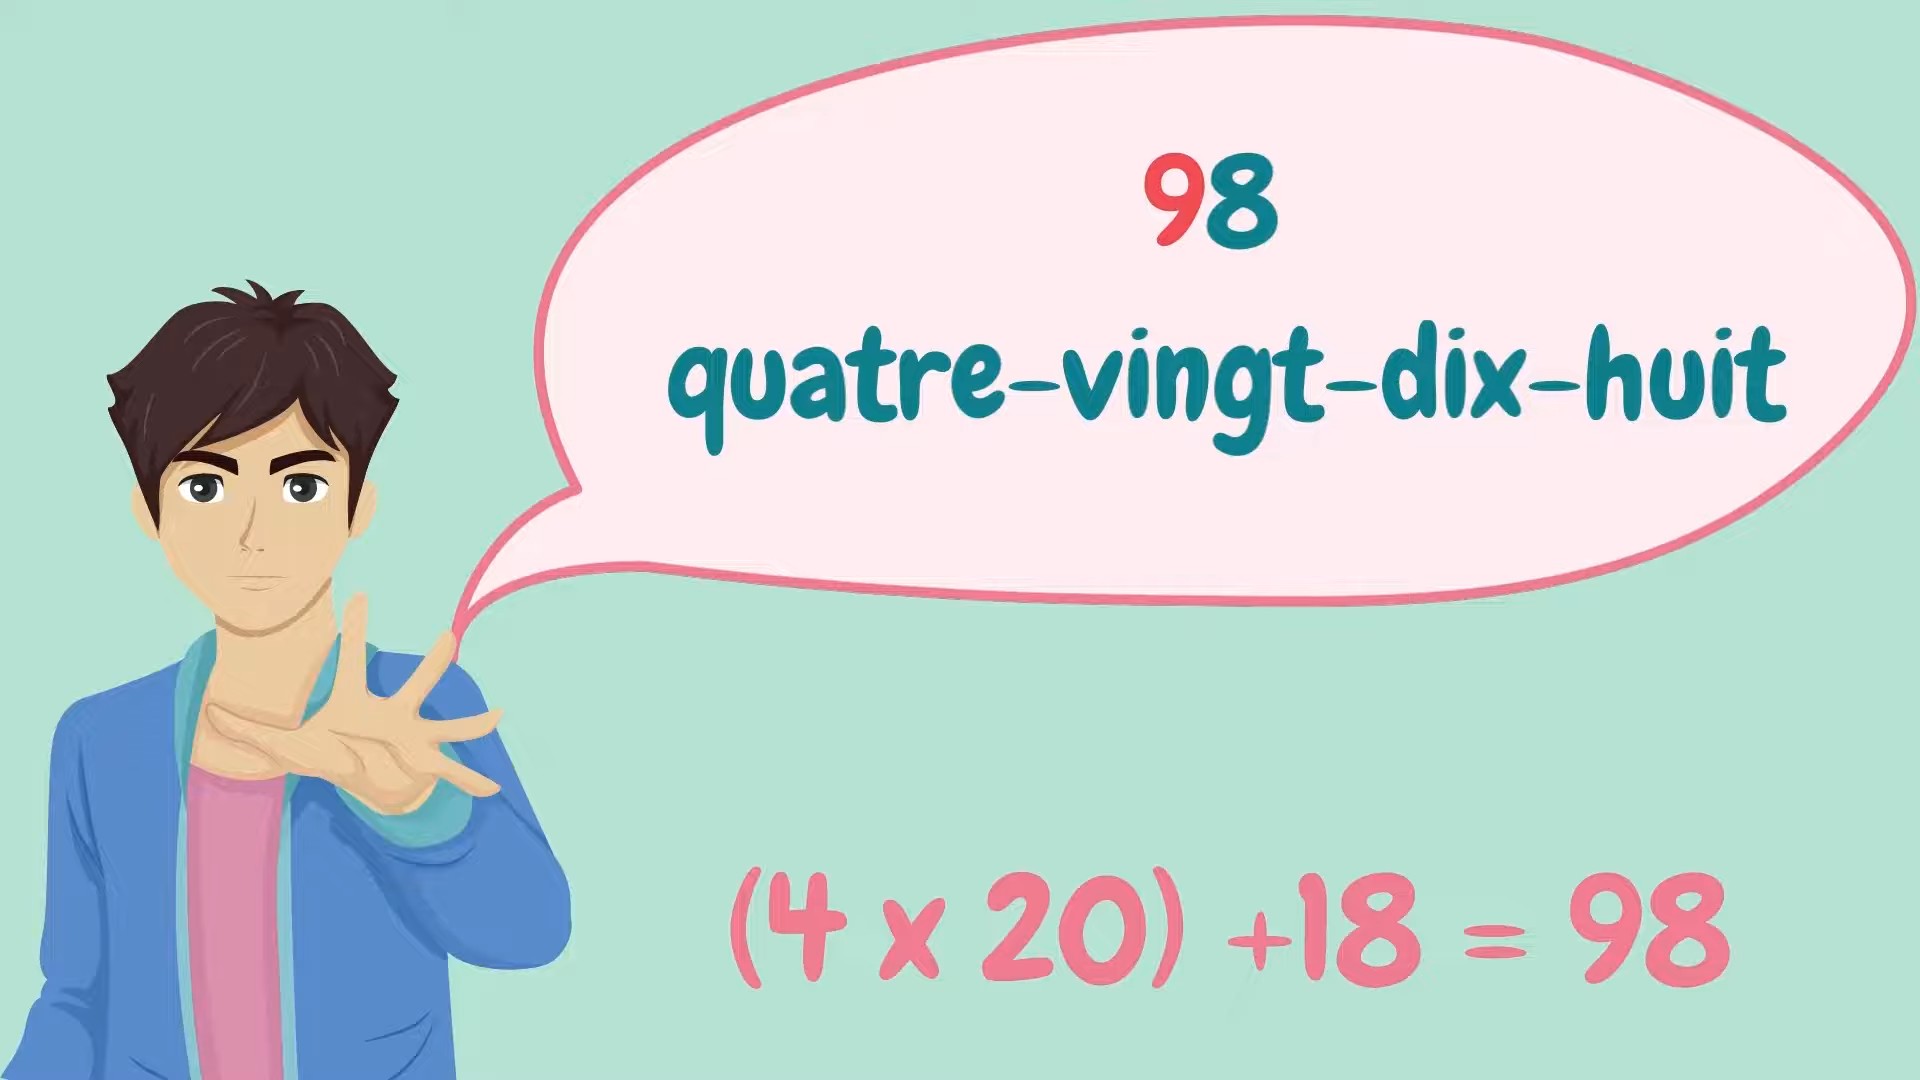 98
quatre-vingt-dix-huit
(4 x 20) +18 = 98